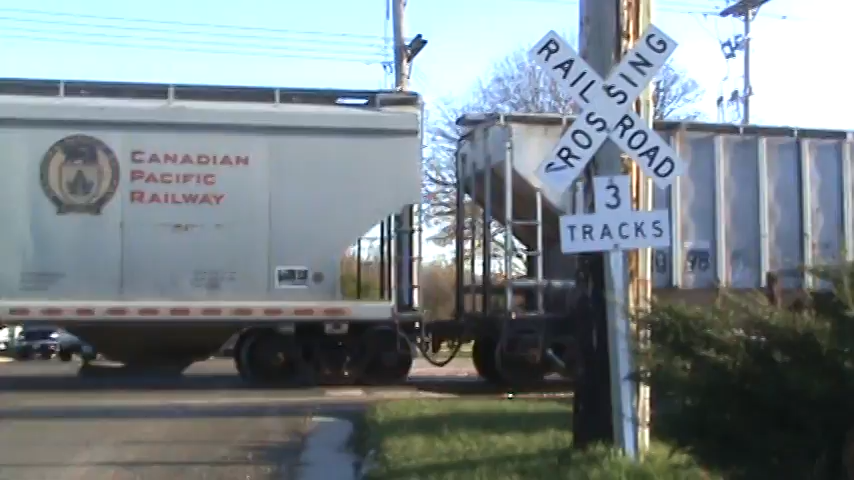 CANADIAN
PACIFIC
RAILWAY
RAIL ROAD
CROSSING
3
TRACKS